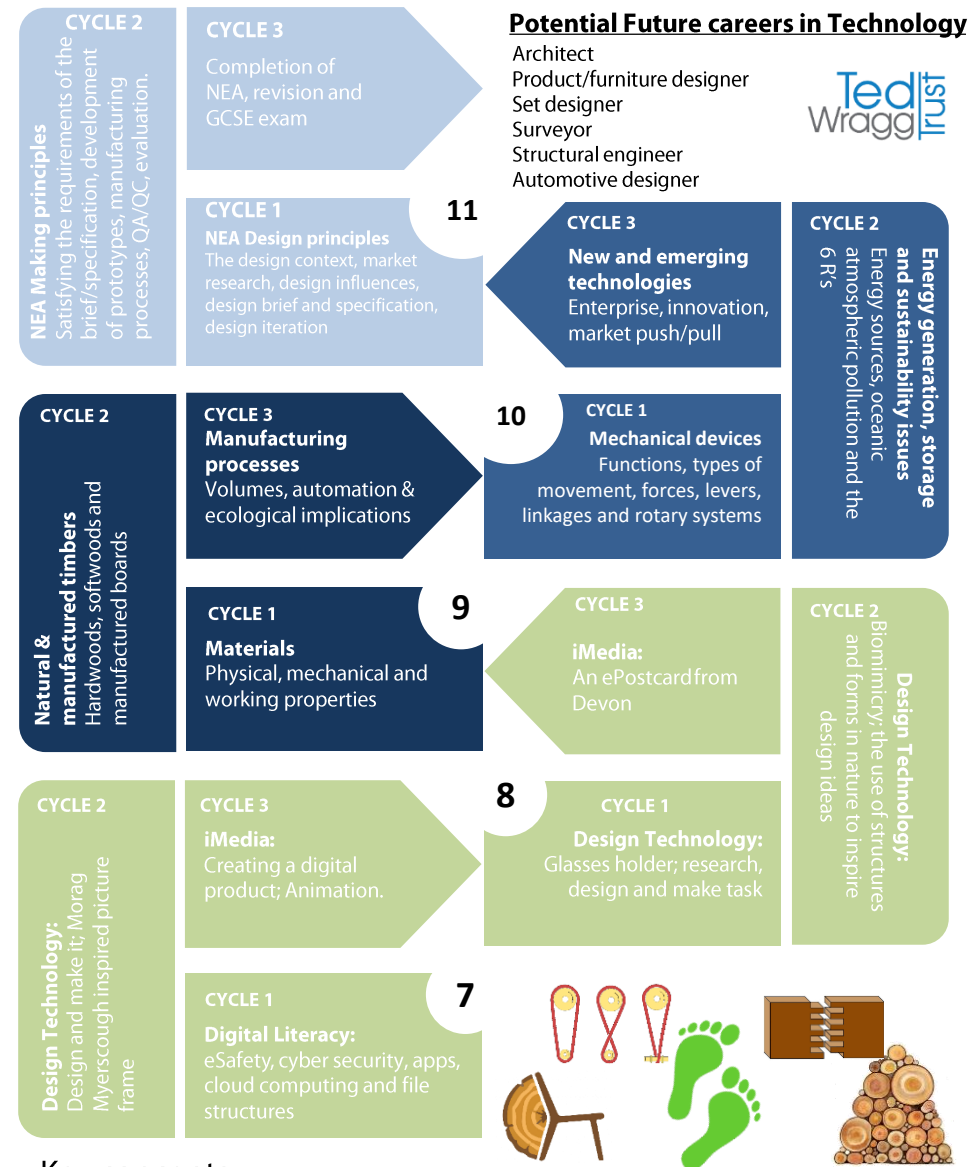 CYCLE 2
NEA Making principles
Satisfying the requirements of the
brief/specification, development
of prototypes, manufacturing
processes, QA/QC, evaluation.
CYCLE 3
Completion of
NEA, revision and
GCSE exam
Potential Future careers in Technology
Architect
Product/furniture designer
Set designer
Surveyor
Structural engineer
Automotive designer
Ted
Wragg
Trust
CYCLE 1
NEA Design principles
The design context, market
research, design influences,
design brief and specification,
design iteration
11
CYCLE 3
New and emerging
technologies
Enterprise, innovation,
market push/pull
CYCLE 2
Energy generation, storage
and sustainability issues
Energy sources, oceanic
atmospheric pollution and the
6 R's
CYCLE 2
Natural &
manufactured timbers
Hardwoods, softwoods and
manufactured boards
CYCLE 3
Manufacturing
processes
Volumes, automation &
ecological implications
10
CYCLE 1
Mechanical devices
Functions, types of
movement, forces, levers,
linkages and rotary systems
CYCLE 1
Materials
Physical, mechanical and
working properties
9
CYCLE 3
iMedia:
An ePostcard from
Devon
CYCLE 2
Design Technology:
Biomimicry; the use of structures
and forms in nature to inspire
design ideas
CYCLE 2
Design Technology:
Design and make it; Morag
Myerscough inspired picture
frame
CYCLE 3
iMedia:
Creating a digital
product; Animation.
8
CYCLE 1
Design Technology:
Glasses holder; research,
design and make task
CYCLE 1
Digital Literacy:
eSafety, cyber security, apps,
cloud computing and file
structures
7